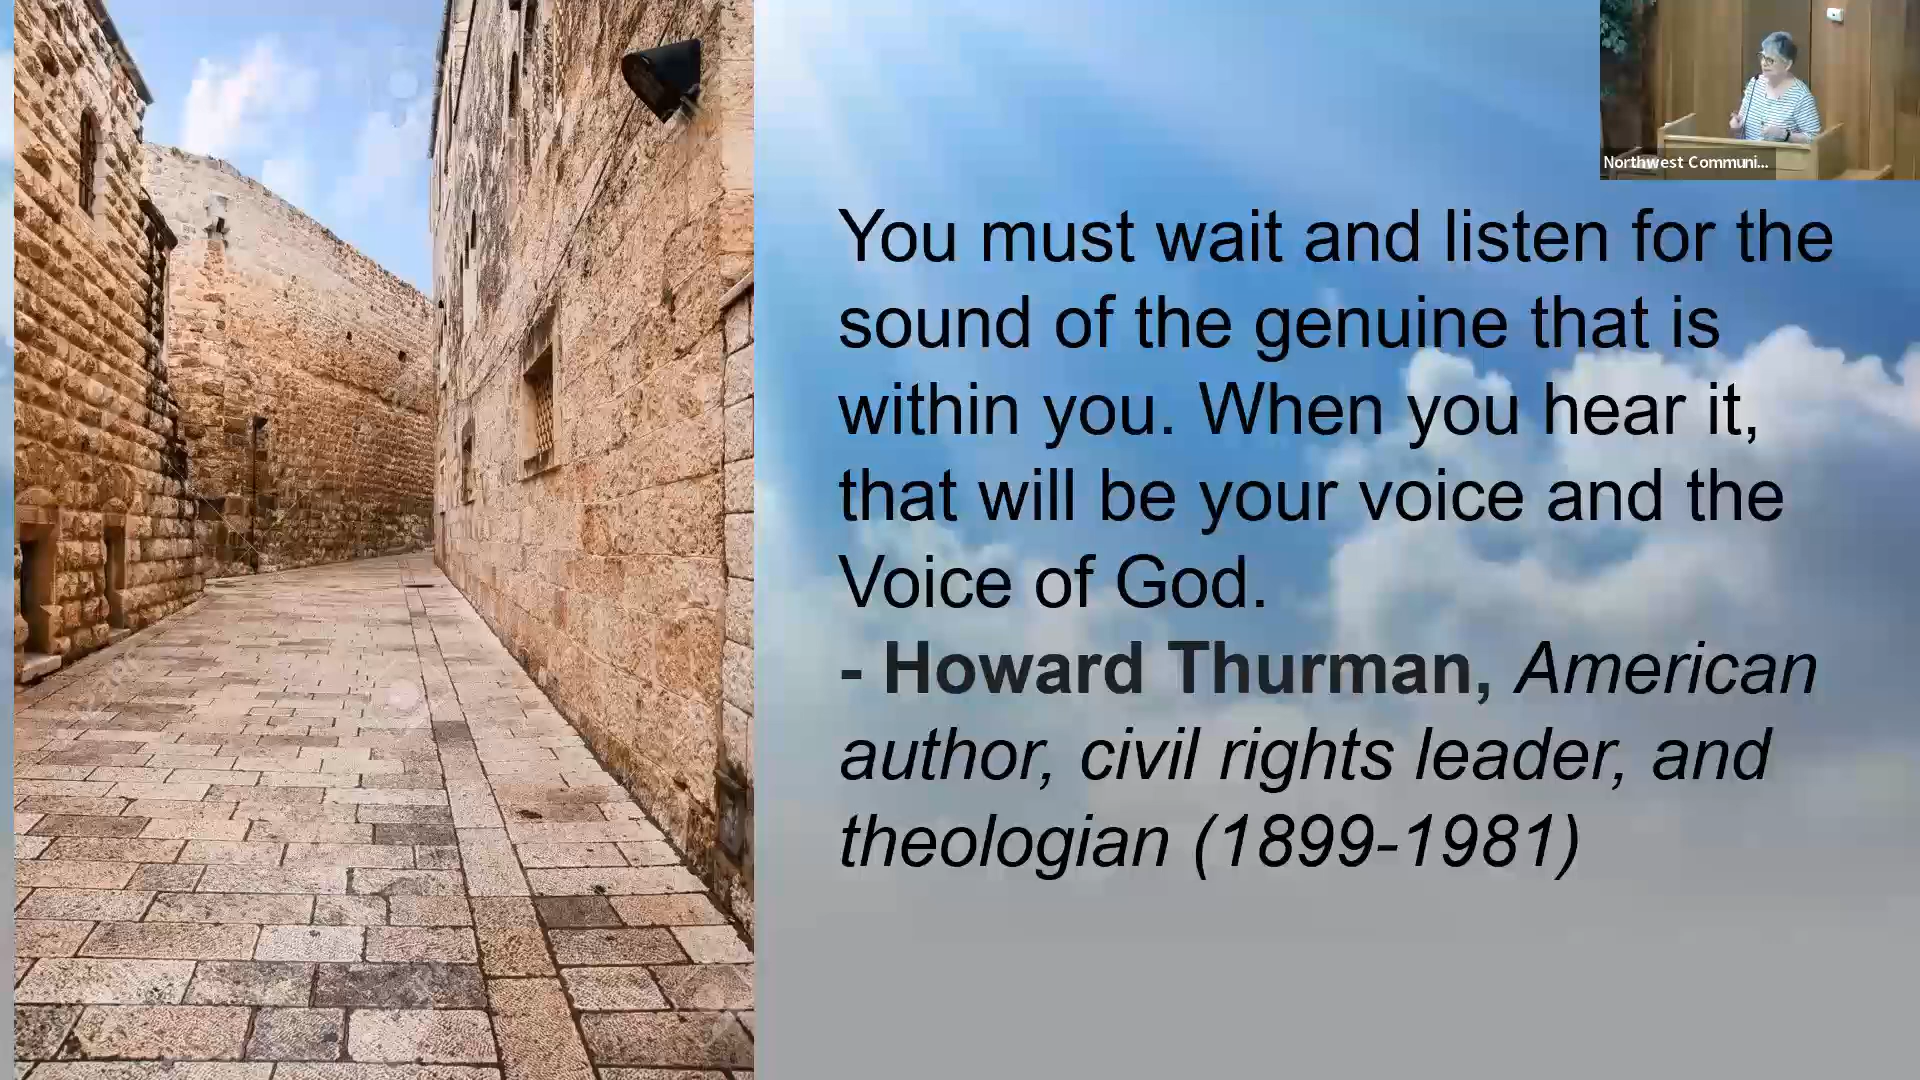 Northwest Communi...
You must wait and listen for the
sound of the genuine that is
within you. When you hear it,
that will be your voice and the
Voice of God.
- Howard Thurman, American
author, civil rights leader, and
theologian (1899-1981)